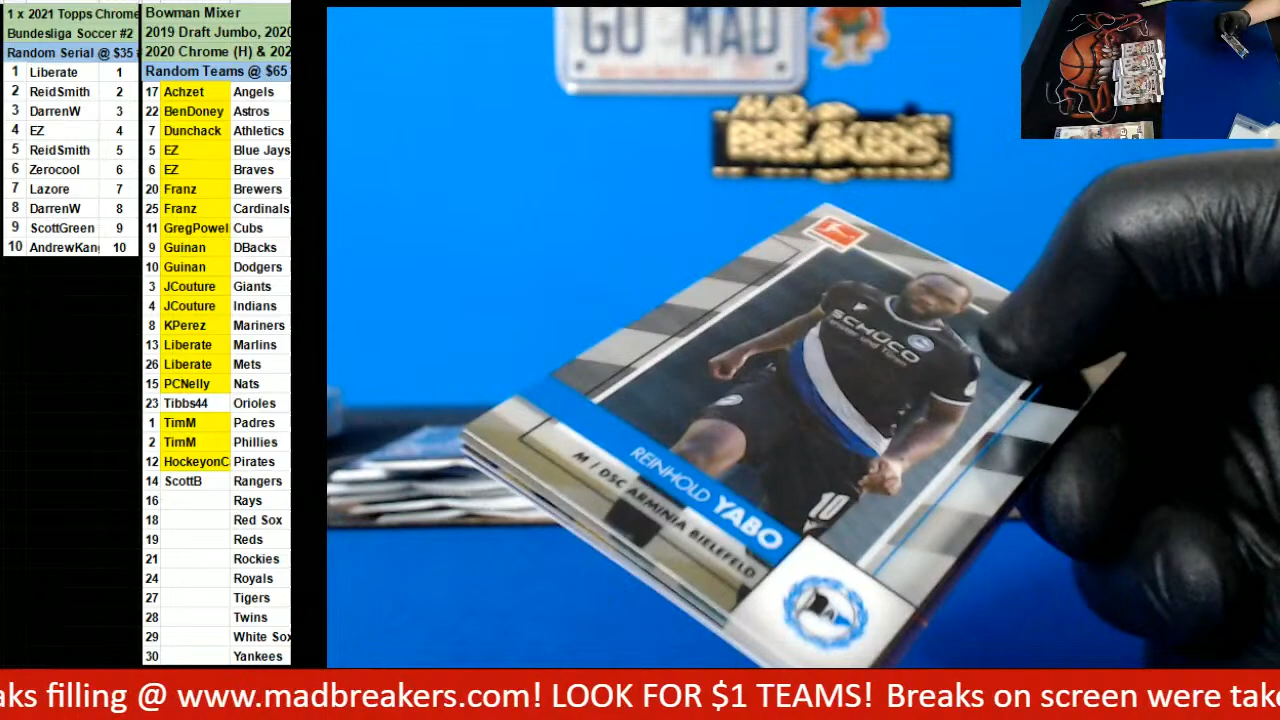 1 x 2021 Topps Chrome
Bundesliga Soccer #2
Random Serial @ $35
1 Liberate 1
2 ReidSmith 2
3 DarrenW 3
4 EZ 4
5 ReidSmith 5
6 Zerocool 6
7 Lazore 7
8 DarrenW 8
9 ScottGreen 9
10 AndrewKang 10
Bowman Mixer
2019 Draft Jumbo, 2020
2020 Chrome (H) & 202
Random Teams @ $65
17 Achzet Angels
22 BenDoney Astros
7 Dunchack Athletics
5 EZ Blue Jays
6 EZ Braves
20 Franz Brewers
25 Franz Cardinals
11 GregPowel Cubs
9 Guinan DBacks
10 Guinan Dodgers
3 JCouture Giants
4 JCouture Indians
8 KPerez Mariners
13 Liberate Marlins
26 Liberate Mets
15 PCNelly Nats
23 Tibbs44 Orioles
1 TimM Padres
2 TimM Phillies
12 HockeyonC Pirates
14 ScottB Rangers
16 Rays
18 Red Sox
19 Reds
21 Rockies
24 Royals
27 Tigers
28 Twins
29 White Sox
30 Yankees
GO MAD
MAD
BREAKERS
SCHÜCO
10
REINHOLD YABO
M / DSC ARMINIA BIELEFELD
aks filling @ www.madbreakers.com! LOOK FOR $1 TEAMS! Breaks on screen were take